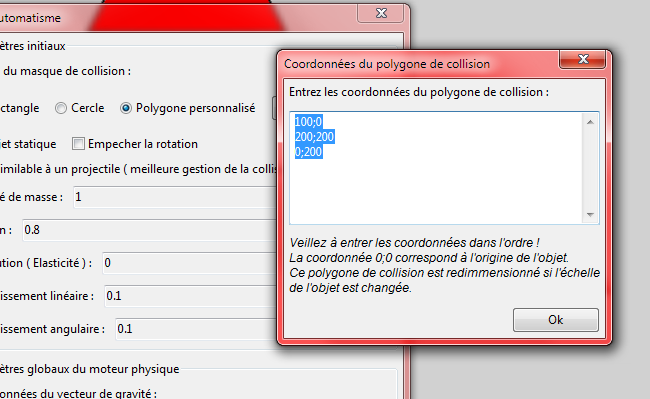 utomatisme
ètres initiaux
du masque de collision :
ctangle Cercle Polygone personnalisé
jet statique Empecher la rotation
imilable à un projectile ( meilleure gestion de la collis
é de masse : 1
n : 0.8
ution ( Elasticité ) : 0
issement linéaire : 0.1
issement angulaire : 0.1
ètres globaux du moteur physique
onnées du vecteur de gravité :
Coordonnées du polygone de collision
Entrez les coordonnées du polygone de collision :
100;0
200;200
0;200
Veillez à entrer les coordonnées dans l'ordre !
La coordonnée 0;0 correspond à l'origine de l'objet.
Ce polygone de collision est redimmensionné si l'échelle
de l'objet est changée.
Ok